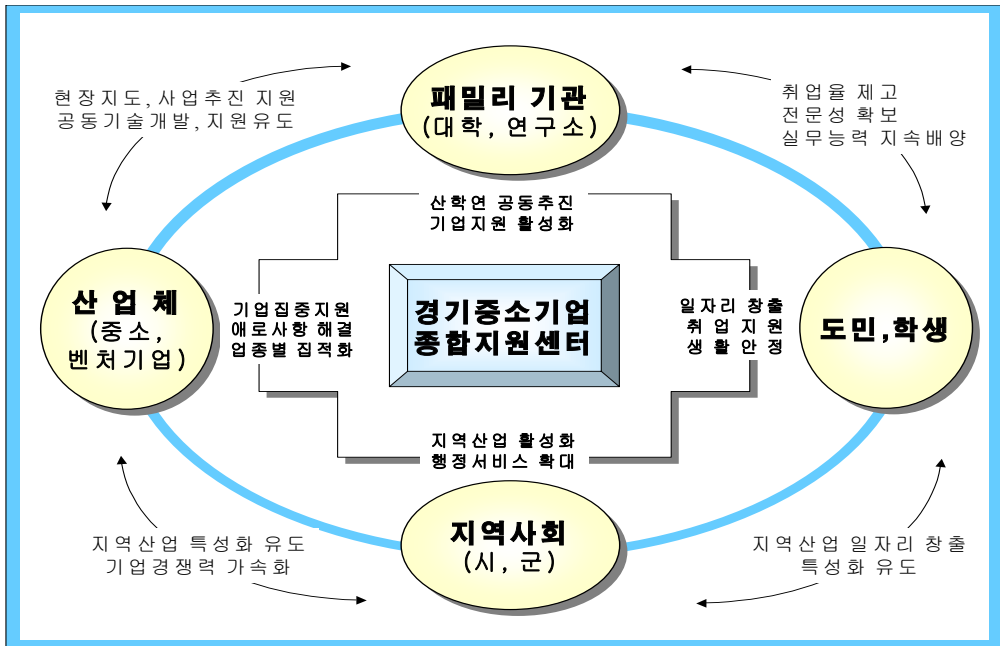 패밀리 기관
(대학, 연구소)
현장지도, 사업추진 지원
공동기술개발, 지원유도
취업율 제고
전문성 확보
실무능력 지속배양
산학연 공동추진
기업지원 활성화
산 업 체
(중소,
벤처기업)
기업집중지원
애로사항 해결
업종별 집적화
경기중소기업
종합지원센터
일자리 창출
취 업 지 원
생 활 안 정
도민,학생
지역산업 활성화
행정서비스 확대
지역사회
(시, 군)
지역산업 특성화 유도
기업경쟁력 가속화
지역산업 일자리 창출
특성화 유도